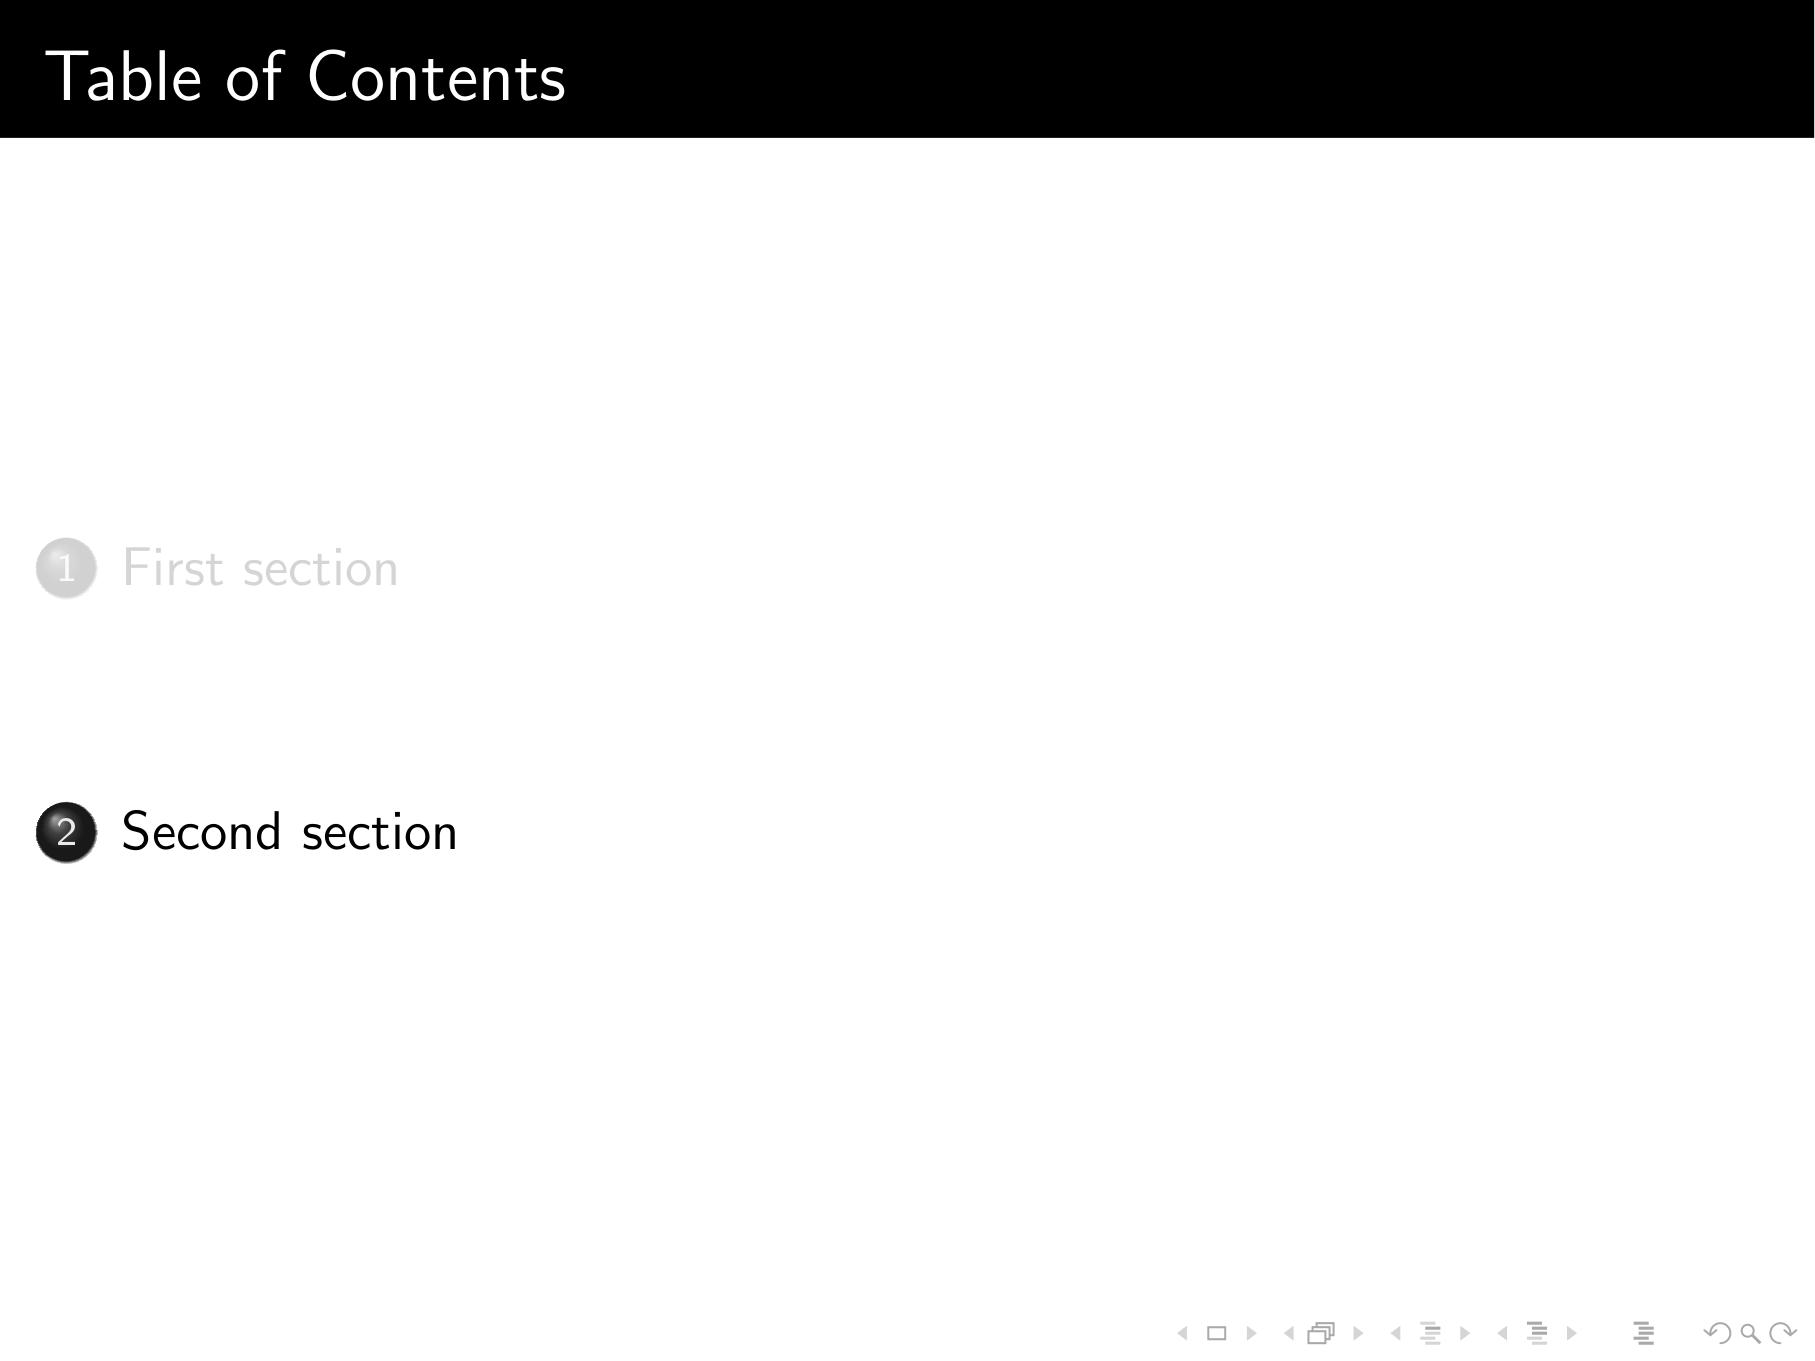 Table of Contents
1 First section
2 Second section